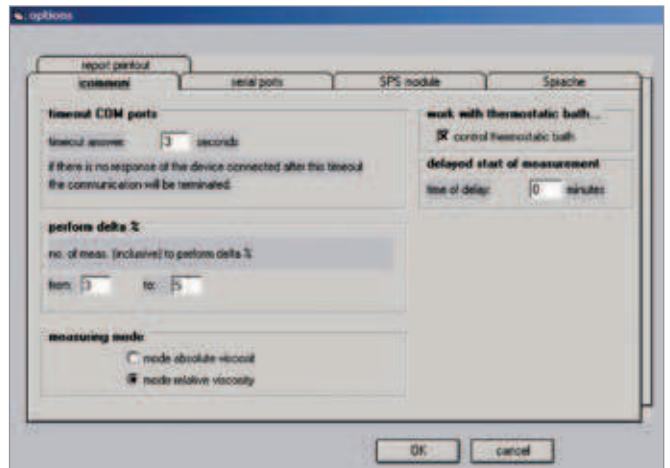 options
report printout
common
serial ports
SPS module
Sprache
timeout COM ports
timeout answer: 3 seconds
if there is no response of the device connected after this timeout
the communication will be terminated.
perform delta %
no. of meas. (inclusive) to perform delta %
from: 3 to: 5
measuring mode
mode absolute viscosit
mode relative viscosity
work with thermostatic bath...
control thermostatic bath
delayed start of measurement
time of delay: 0 minutes
OK
cancel